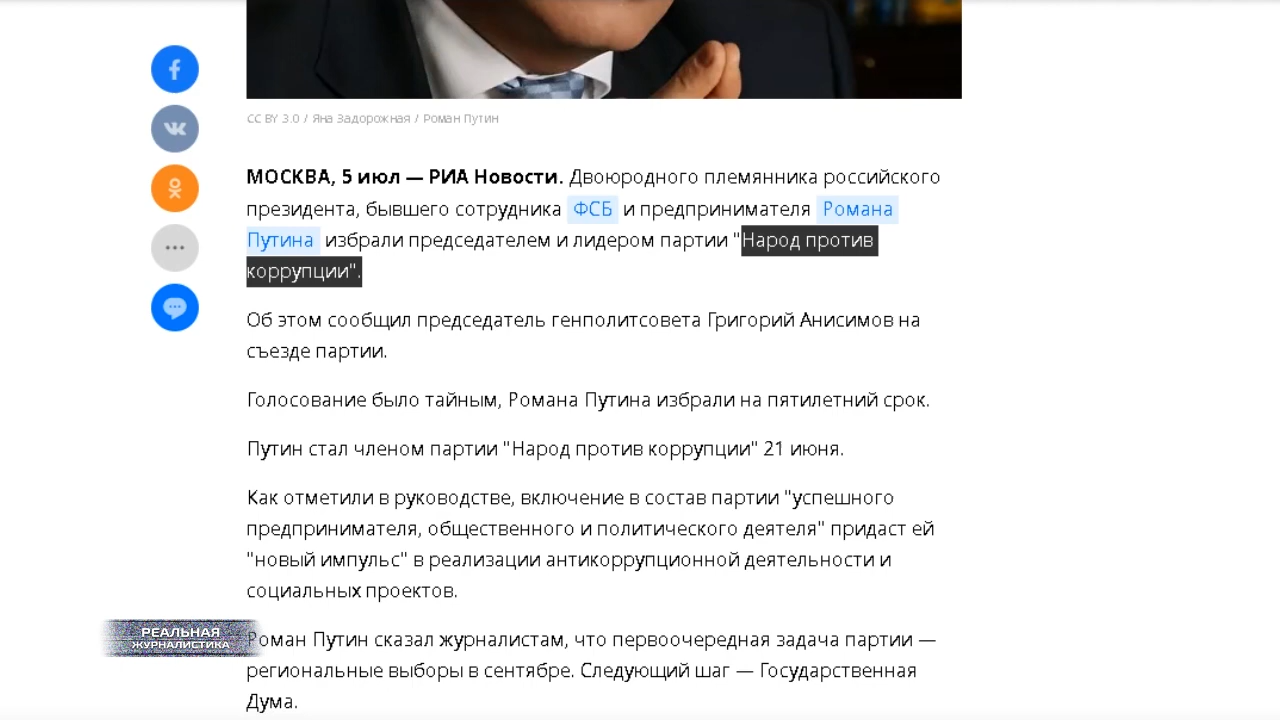 CC BY 3.0 / Яна Задорожная / Роман Путин
МОСКВА, 5 июл — РИА Новости. Двоюродного племянника российского
президента, бывшего сотрудника ФСБ и предпринимателя Романа
Путина избрали председателем и лидером партии "Народ против
коррупции".
Об этом сообщил председатель генполитсовета Григорий Анисимов на
съезде партии.
Голосование было тайным, Романа Путина избрали на пятилетний срок.
Путин стал членом партии "Народ против коррупции" 21 июня.
Как отметили в руководстве, включение в состав партии "успешного
предпринимателя, общественного и политического деятеля" придаст ей
"новый импульс" в реализации антикоррупционной деятельности и
социальных проектов.
РЕАЛЬНАЯ
ЖУРНАЛИСТИКА
Роман Путин сказал журналистам, что первоочередная задача партии —
региональные выборы в сентябре. Следующий шаг — Государственная
Дума.